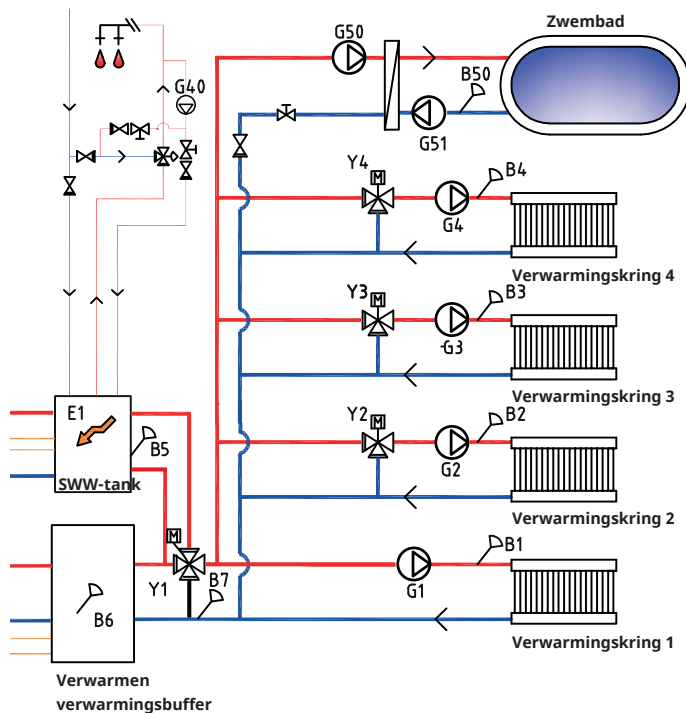 Zwembad
G50
B50
G40
G51
Y4
M
B4
G4
Verwarmingskring 4
Y3
M
B3
-G3
Verwarmingskring 3
Y2
M
B2
G2
Verwarmingskring 2
E1
B5
SWW-tank
M
Y1
B7
B1
G1
B6
Verwarmingskring 1
Verwarmen
verwarmingsbuffer